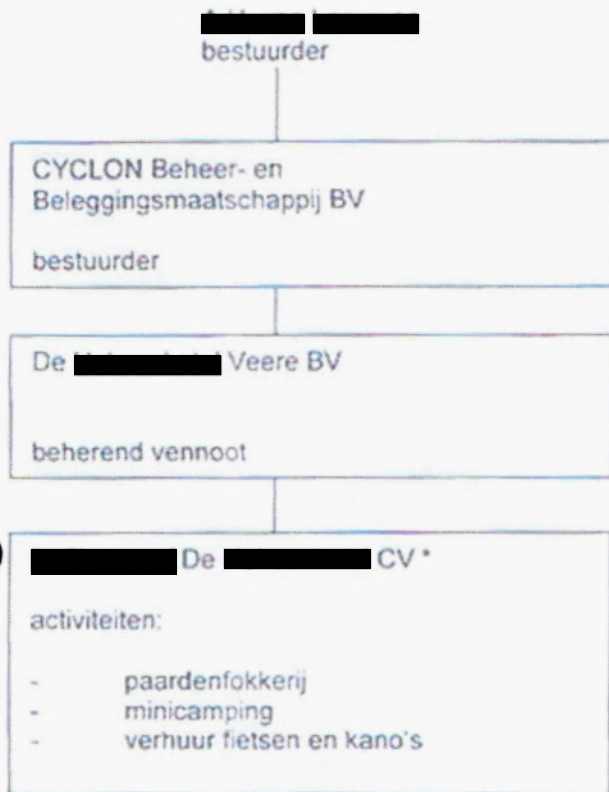 bestuurder
CYCLON Beheer- en
Beleggingsmaatschappij BV
bestuurder
De Veere BV
beherend vennoot
De CV *
activiteiten:
- paardenfokkerij
- minicamping
- verhuur fietsen en kano's